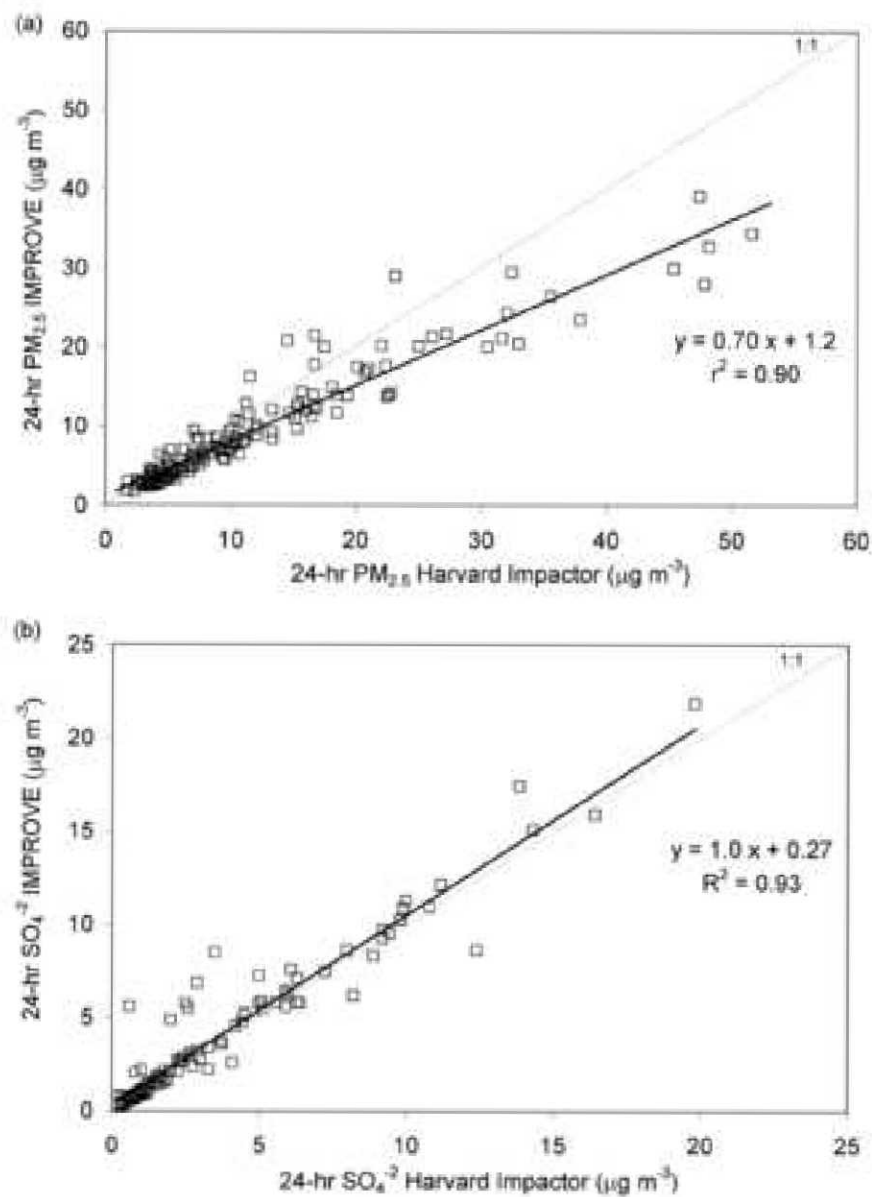 (a)
60
50
40
30
20
10
0
24-hr PM2.5 IMPROVE (µg m-3)
1:1
y = 0.70 x + 1.2
r2 = 0.90
0 10 20 30 40 50 60
24-hr PM2.5 Harvard Impactor (µg m-3)
(b)
25
20
15
10
5
0
24-hr SO4-2 IMPROVE (µg m-3)
1:1
y = 1.0 x + 0.27
R2 = 0.93
0 5 10 15 20 25
24-hr SO4-2 Harvard Impactor (µg m-3)